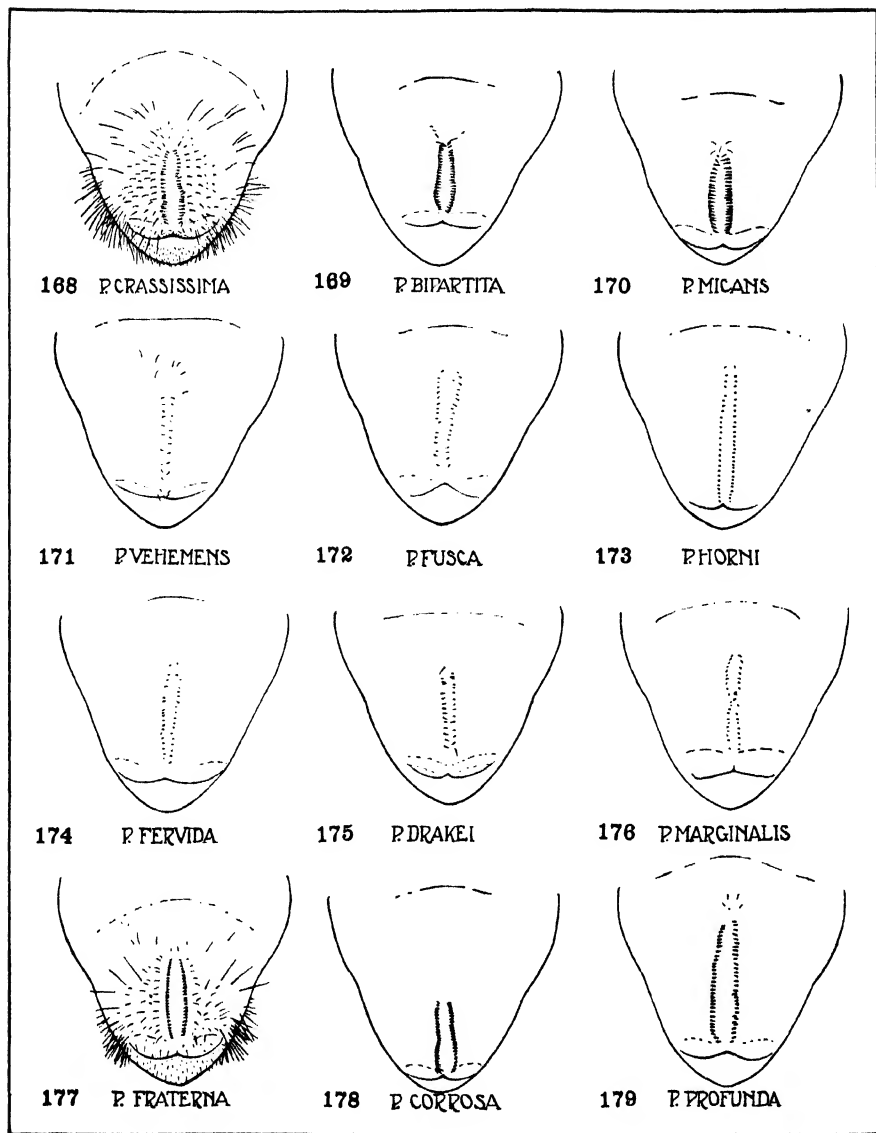 168 P. CRASSISSIMA
169 P. BIPARTITA
170 P. MICANS
171 P. VEHEMENS
172 P. FUSCA
173 P. HORNI
174 P. FERVIDA
175 P. DRAKEI
176 P. MARGINALIS
177 P. FRATERNA
178 P. CORROSA
179 P. PROFUNDA